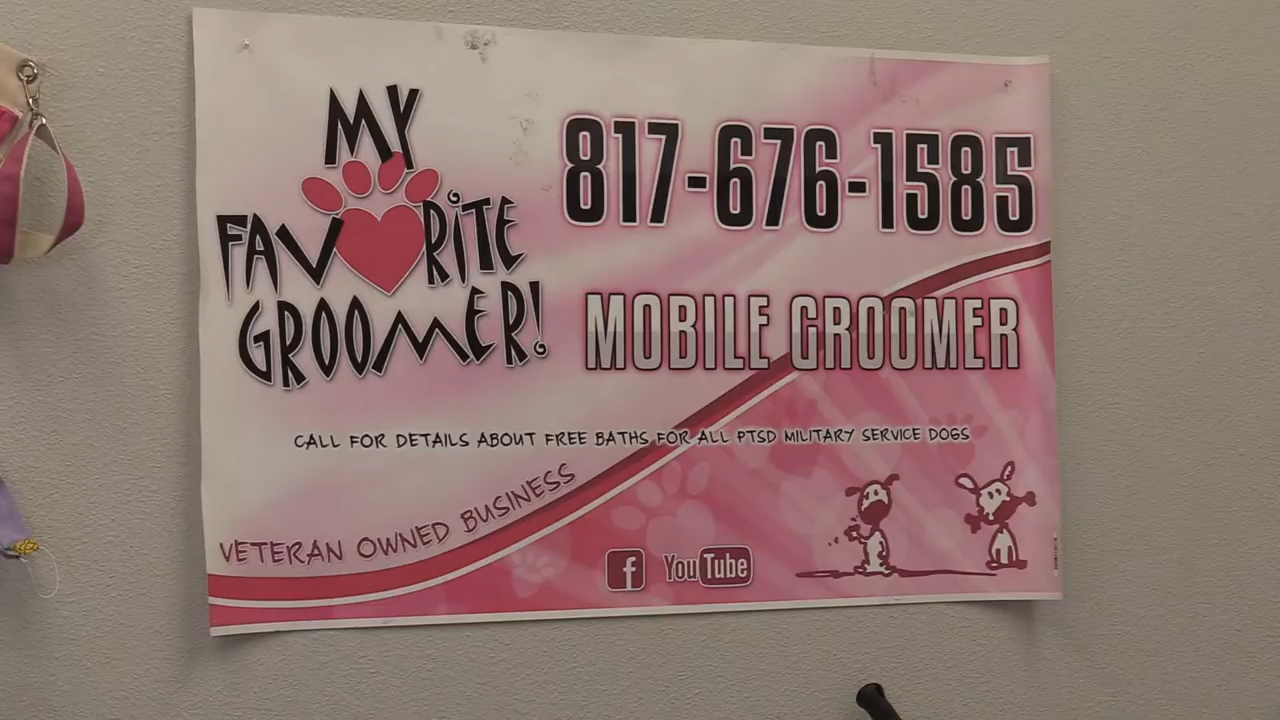 MY
FAVRITE
GROOMER!
817-676-1585
MOBILE GROOMER
CALL FOR DETAILS ABOUT FREE BATHS FOR ALL PTSD MILITARY SERVICE DOGS
VETERAN OWNED BUSINESS
f YouTube